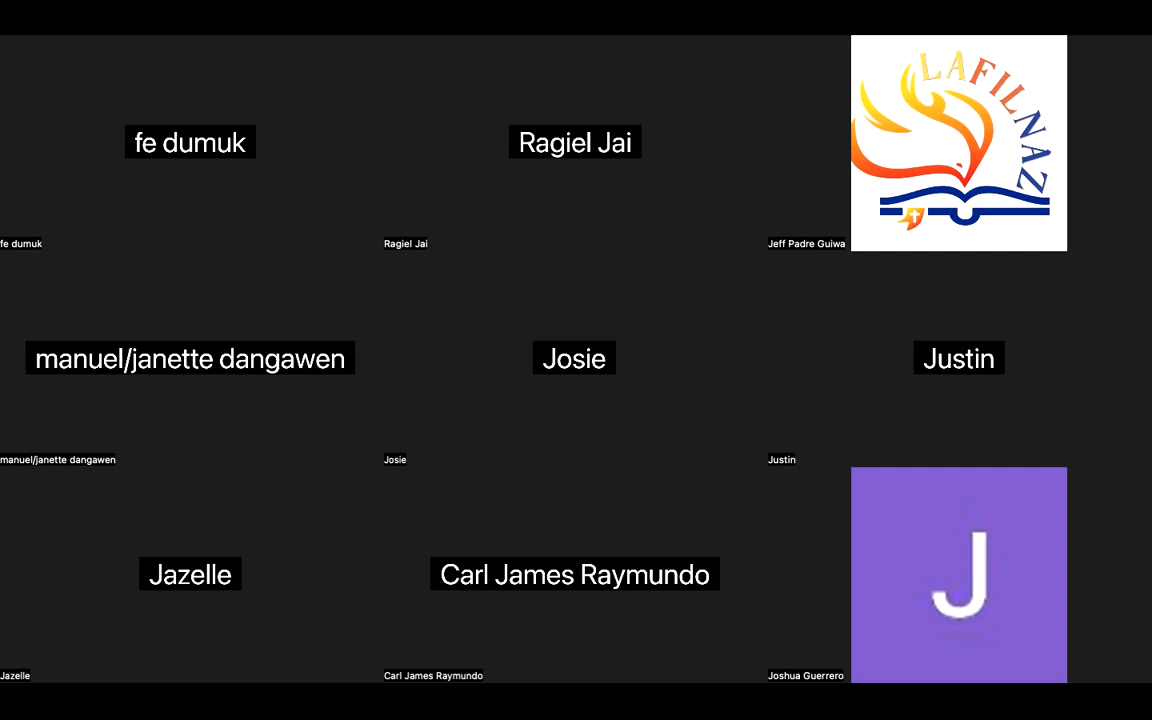 fe dumuk
fe dumuk
Ragiel Jai
Ragiel Jai
LAFILNAZ
Jeff Padre Guiwa
manuel/janette dangawen
manuel/janette dangawen
Josie
Josie
Justin
Justin
Jazelle
Jazelle
Carl James Raymundo
Carl James Raymundo
J
Joshua Guerrero